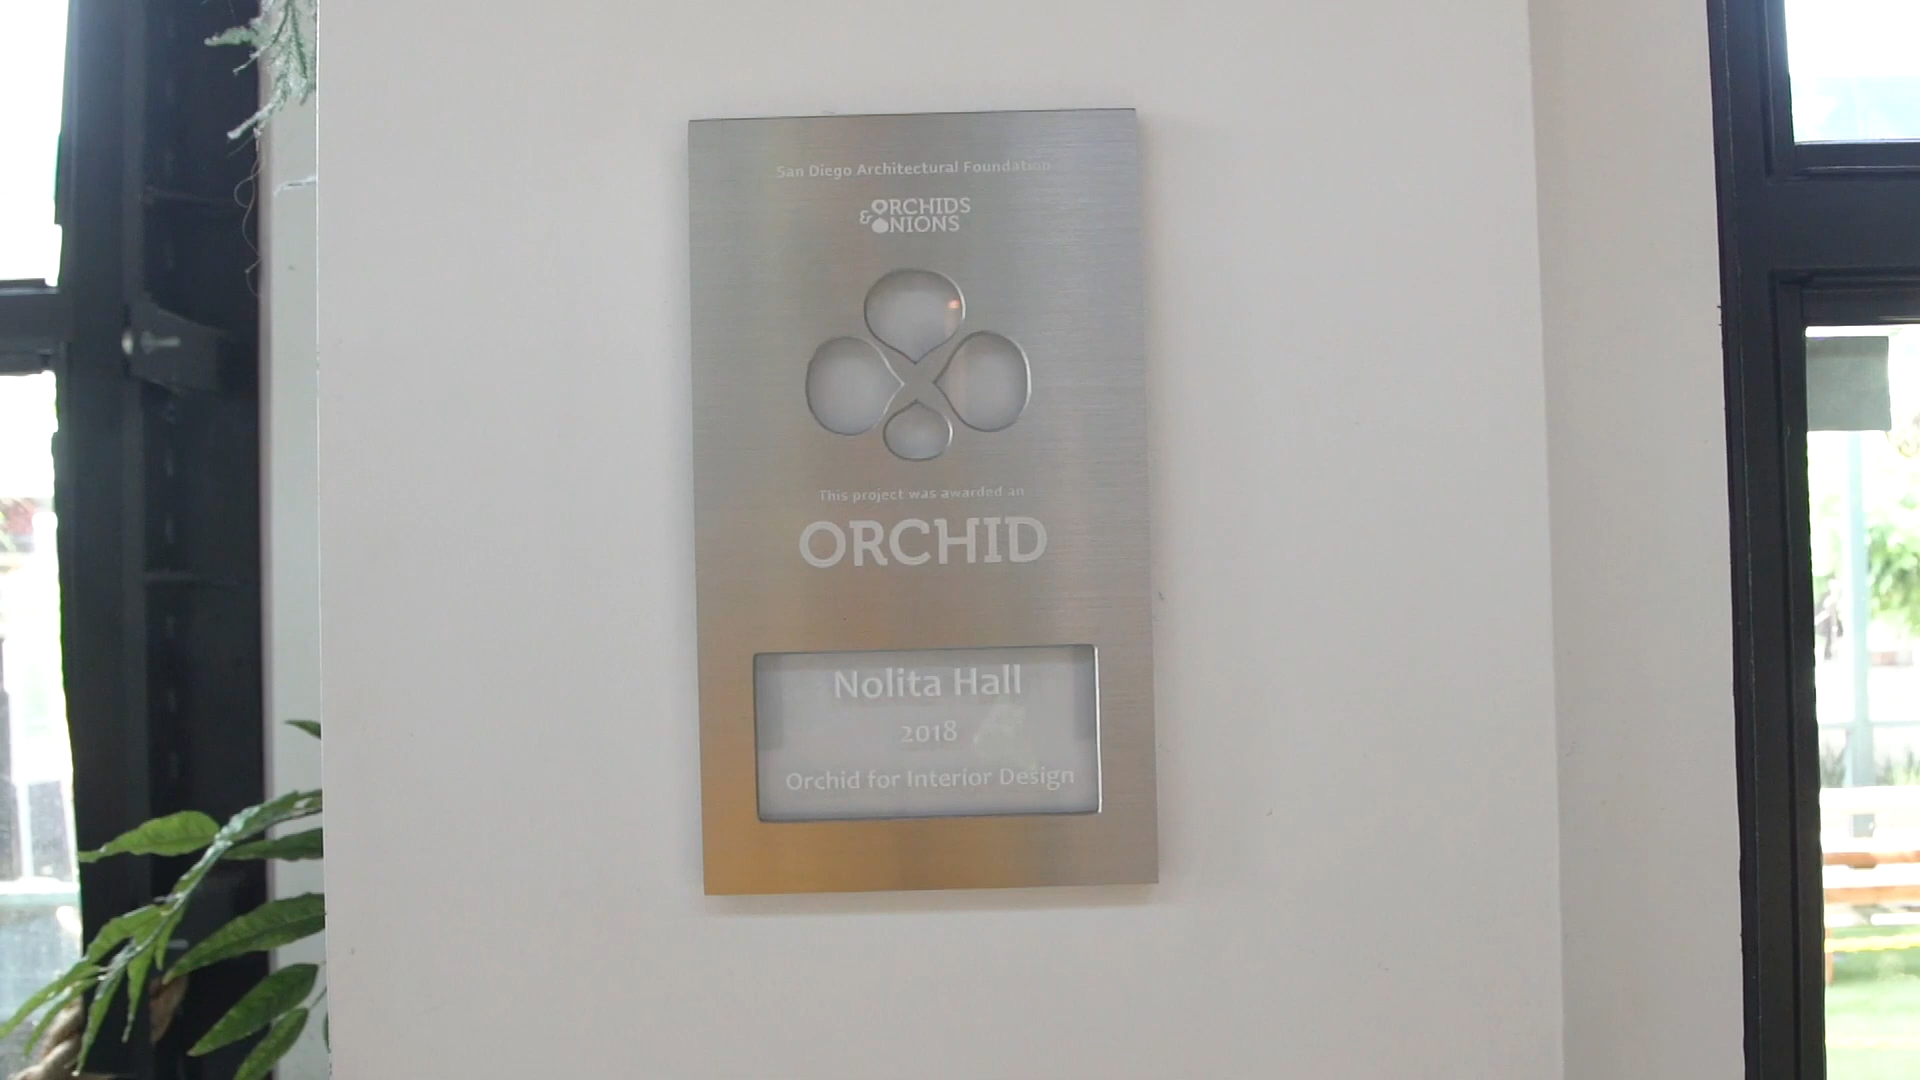 San Diego Architectural Foundation
ORCHIDS
& ONIONS
This project was awarded an
ORCHID
Nolita Hall
2018
Orchid for Interior Design